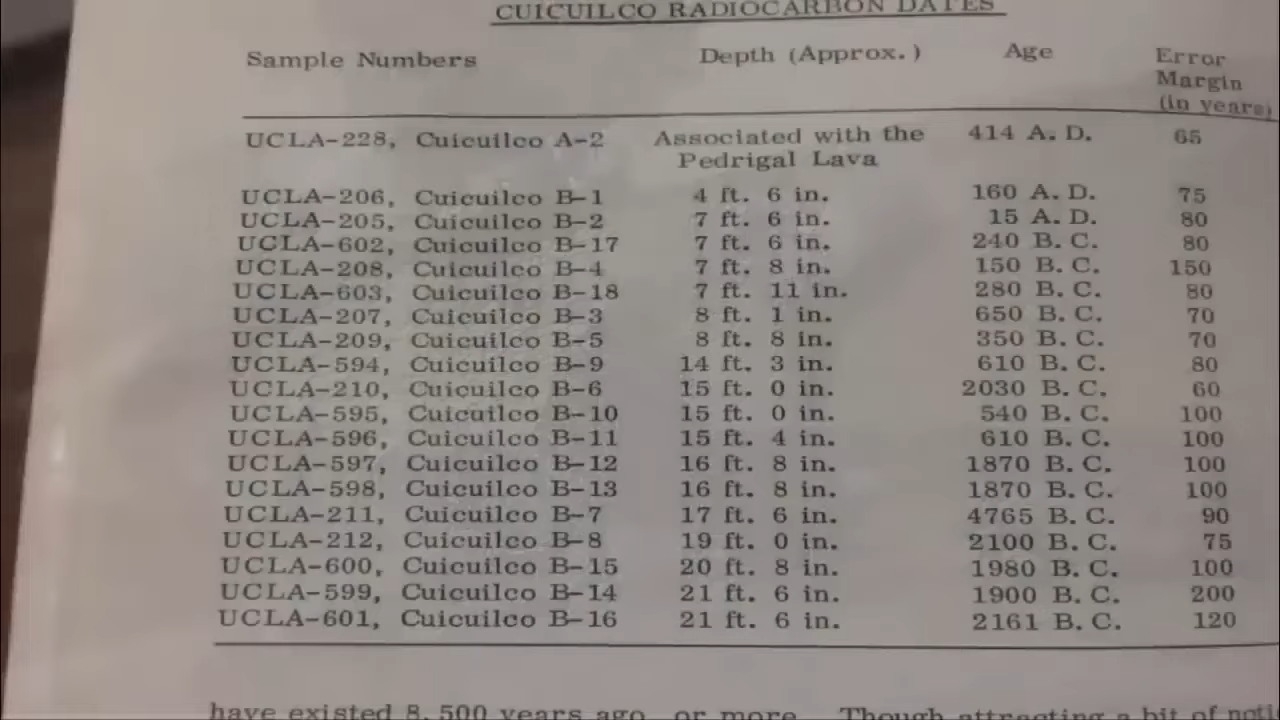 CUICUILCO RADIOCARBON DATES
Sample Numbers Depth (Approx.) Age Error
Margin
(in years)
UCLA-228, Cuicuilco A-2 Associated with the 414 A. D. 65
Pedrigal Lava
UCLA-206, Cuicuilco B-1 4 ft. 6 in. 160 A. D. 75
UCLA-205, Cuicuilco B-2 7 ft. 6 in. 15 A. D. 80
UCLA-602, Cuicuilco B-17 7 ft. 6 in. 240 B. C. 80
UCLA-208, Cuicuilco B-4 7 ft. 8 in. 150 B. C. 150
UCLA-603, Cuicuilco B-18 7 ft. 11 in. 280 B. C. 80
UCLA-207, Cuicuilco B-3 8 ft. 1 in. 650 B. C. 70
UCLA-209, Cuicuilco B-5 8 ft. 8 in. 350 B. C. 70
UCLA-594, Cuicuilco B-9 14 ft. 3 in. 610 B. C. 80
UCLA-210, Cuicuilco B-6 15 ft. 0 in. 2030 B. C. 60
UCLA-595, Cuicuilco B-10 15 ft. 0 in. 540 B. C. 100
UCLA-596, Cuicuilco B-11 15 ft. 4 in. 610 B. C. 100
UCLA-597, Cuicuilco B-12 16 ft. 8 in. 1870 B. C. 100
UCLA-598, Cuicuilco B-13 16 ft. 8 in. 1870 B. C. 100
UCLA-211, Cuicuilco B-7 17 ft. 6 in. 4765 B. C. 90
UCLA-212, Cuicuilco B-8 19 ft. 0 in. 2100 B. C. 75
UCLA-600, Cuicuilco B-15 20 ft. 8 in. 1980 B. C. 100
UCLA-599, Cuicuilco B-14 21 ft. 6 in. 1900 B. C. 200
UCLA-601, Cuicuilco B-16 21 ft. 6 in. 2161 B. C. 120
have existed 8,500 years ago, or more. Though attracting a bit of